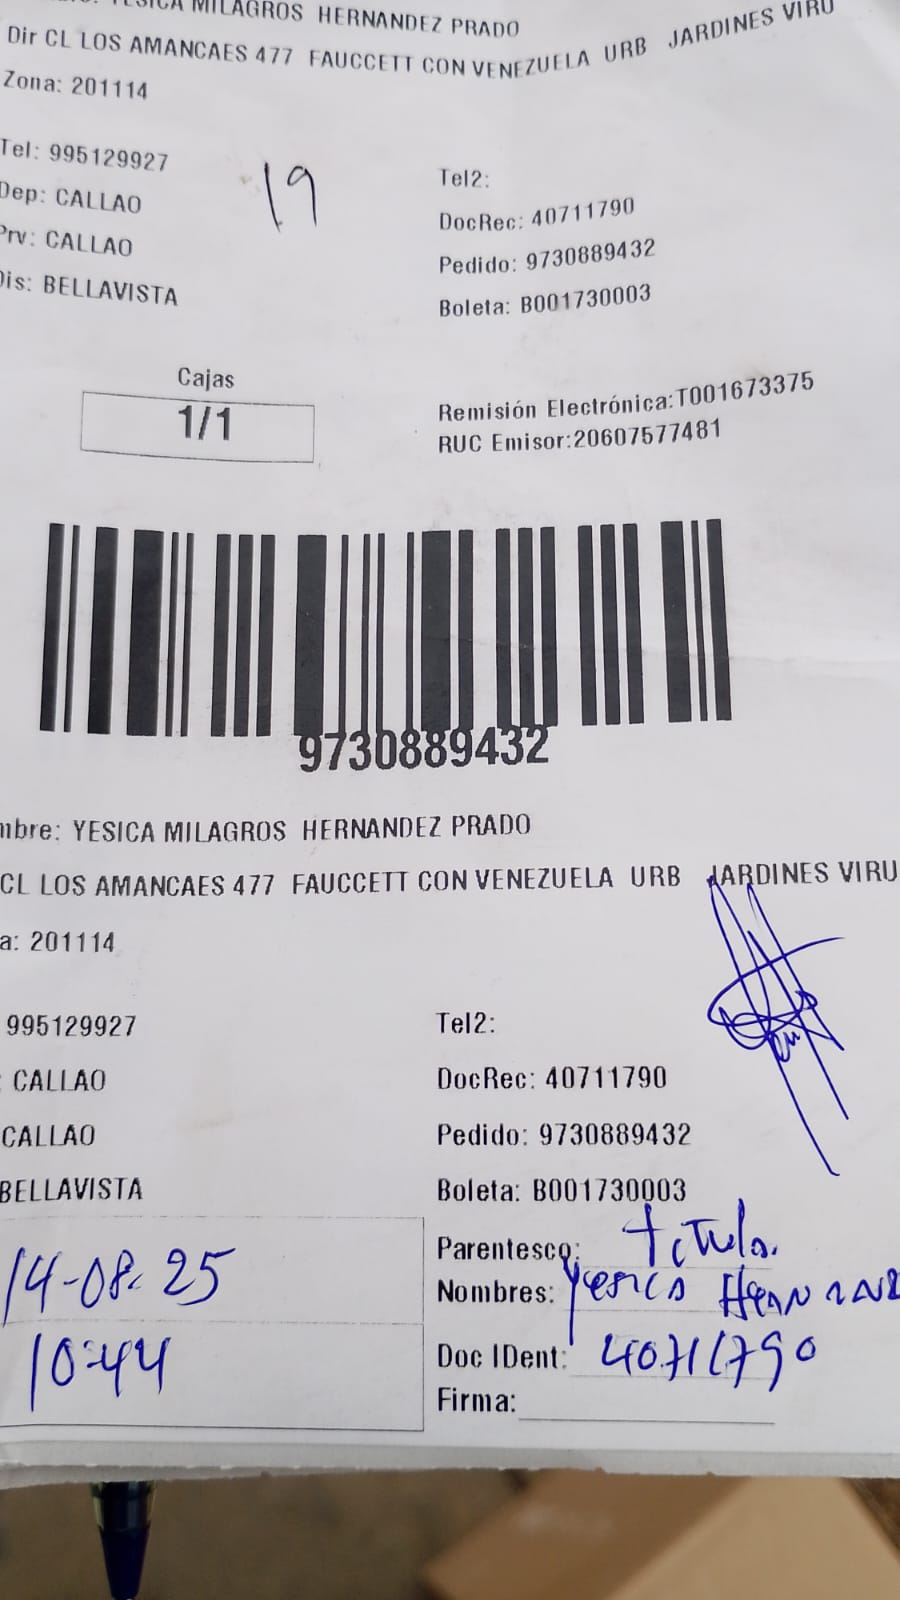 YESICA MILAGROS HERNANDEZ PRADO
Dir CL LOS AMANCAES 477 FAUCCETT CON VENEZUELA URB JARDINES VIRU
Zona: 201114
Tel: 995129927
19
Tel2:
Dep: CALLAO
DocRec: 40711790
Prv: CALLAO
Pedido: 9730889432
Dis: BELLAVISTA
Boleta: B001730003
Cajas
1/1
Remisión Electrónica:T001673375
RUC Emisor:20607577481
9730889432
mbre: YESICA MILAGROS HERNANDEZ PRADO
CL LOS AMANCAES 477 FAUCCETT CON VENEZUELA URB JARDINES VIRU
a: 201114
995129927
Tel2:
: CALLAO
DocRec: 40711790
CALLAO
Pedido: 9730889432
BELLAVISTA
Boleta: B001730003
14-08-25
Parentesco: titula.
Nombres: Yesica
10:44
Doc IDent: 40711790
Firma: